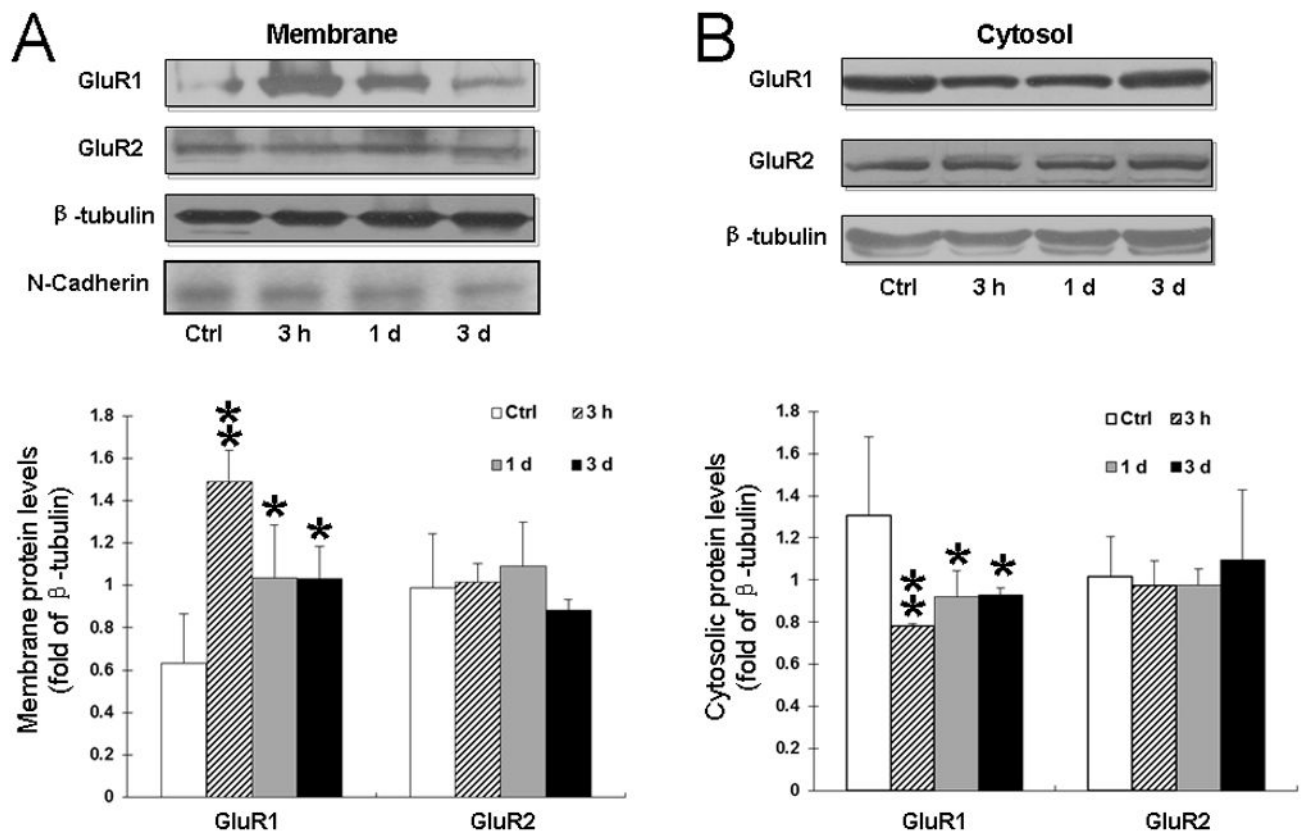 A
Membrane
GluR1
GluR2
β-tubulin
N-Cadherin
Ctrl 3 h 1 d 3 d
B
Cytosol
GluR1
GluR2
β-tubulin
Ctrl 3 h 1 d 3 d
Membrane protein levels
(fold of β-tubulin)
1.8
1.6
1.4
1.2
1
0.8
0.6
0.4
0.2
0
Ctrl 3 h
1 d 3 d
**
*
*
GluR1 GluR2
Cytosolic protein levels
(fold of β-tubulin)
1.8
1.6
1.4
1.2
1
0.8
0.6
0.4
0.2
0
Ctrl 3 h
1 d 3 d
**
*
*
GluR1 GluR2